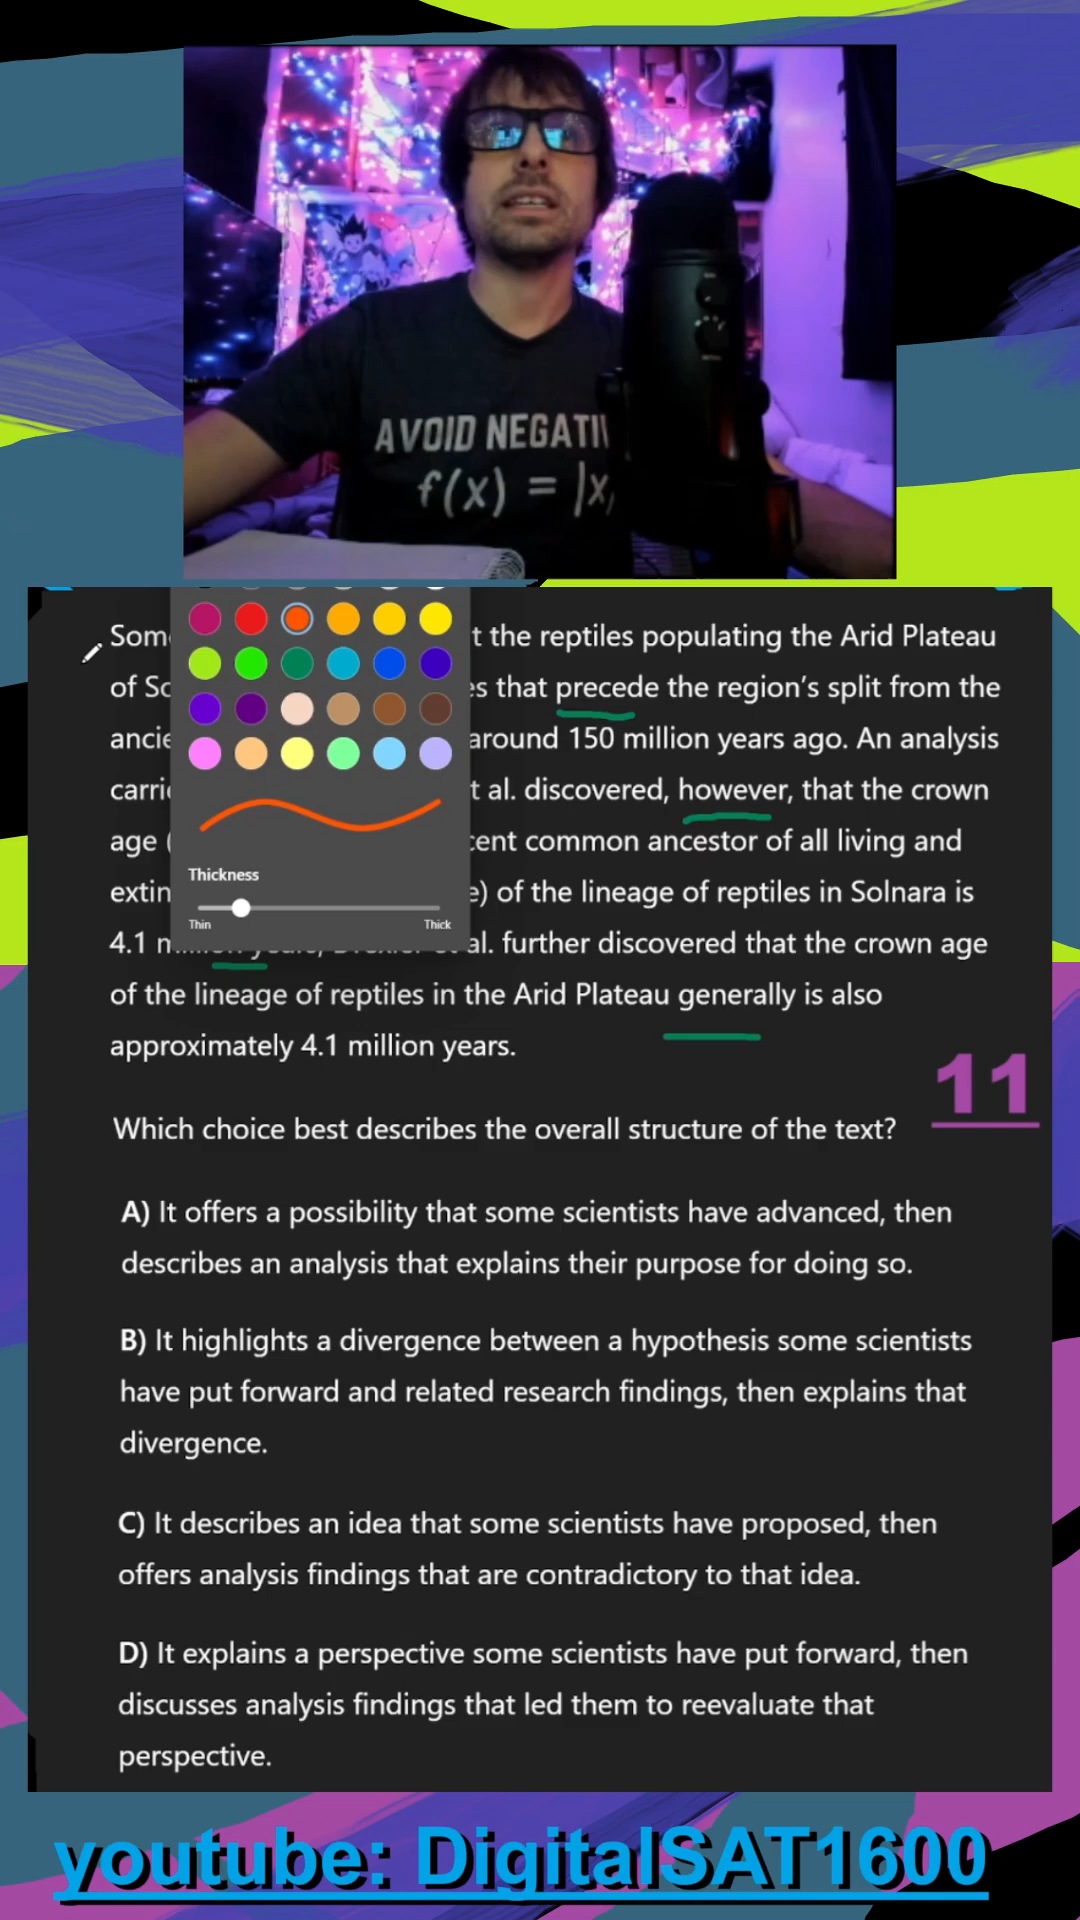 AVOID NEGATI
f(x) = |x
t the reptiles populating the Arid Plateau
of that precede the region's split from the
around 150 million years ago. An analysis
al. discovered, however, that the crown
age common ancestor of all living and
of the lineage of reptiles in Solnara is
4.1 al. further discovered that the crown age
of the lineage of reptiles in the Arid Plateau generally is also
approximately 4.1 million years.
Thickness
Thin Thick
11
Which choice best describes the overall structure of the text?
A) It offers a possibility that some scientists have advanced, then
describes an analysis that explains their purpose for doing so.
B) It highlights a divergence between a hypothesis some scientists
have put forward and related research findings, then explains that
divergence.
C) It describes an idea that some scientists have proposed, then
offers analysis findings that are contradictory to that idea.
D) It explains a perspective some scientists have put forward, then
discusses analysis findings that led them to reevaluate that
perspective.
youtube: DigitalSAT1600